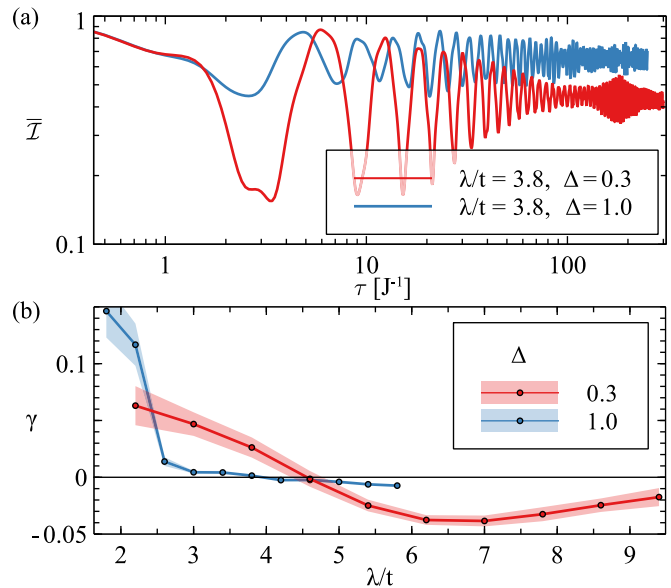 (a)
1
0.1
I
λ/t = 3.8, Δ = 0.3
λ/t = 3.8, Δ = 1.0
1 10 100
τ [J⁻¹]
(b)
0.1
0
-0.05
γ
Δ
0.3
1.0
2 3 4 5 6 7 8 9
λ/t